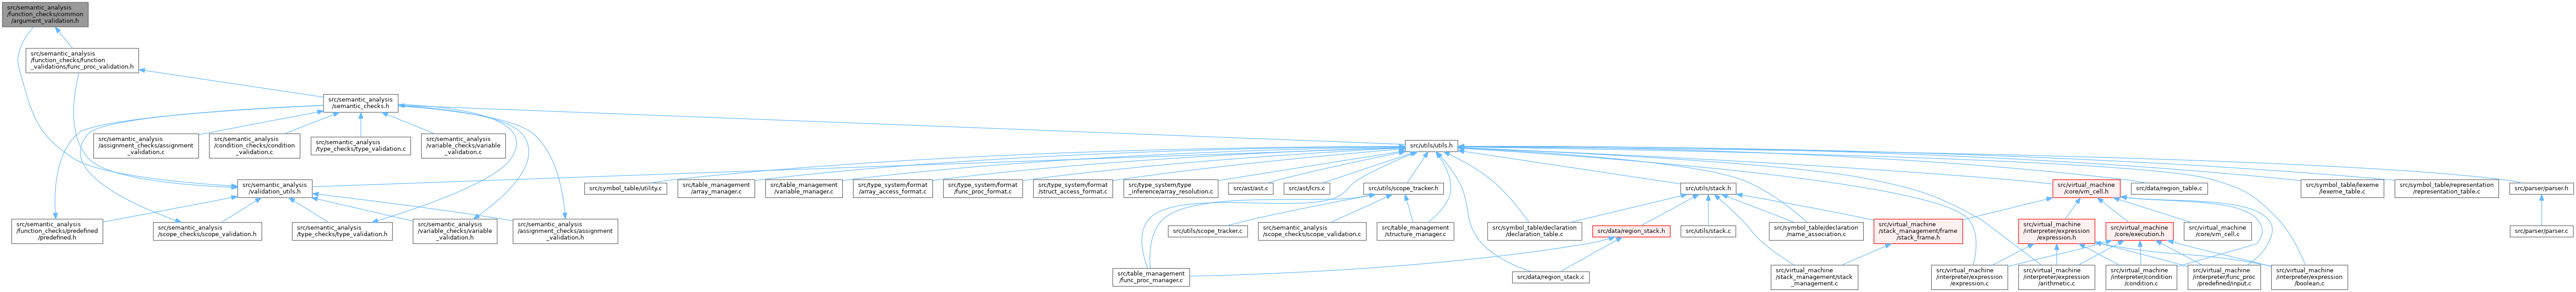 src/semantic_analysis
/function_checks/common
/argument_validation.h
src/semantic_analysis
/function_checks/function
_validations/func_proc_validation.h
src/semantic_analysis
/semantic_checks.h
src/semantic_analysis
/assignment_checks/assignment
_validation.c
src/semantic_analysis
/condition_checks/condition
_validation.c
src/semantic_analysis
/type_checks/type_validation.c
src/semantic_analysis
/variable_checks/variable
_validation.c
src/utils/utils.h
src/semantic_analysis
/validation_utils.h
src/symbol_table/utility.c
src/table_management
/array_manager.c
src/table_management
/variable_manager.c
src/type_system/format
/array_access_format.c
src/type_system/format
/func_proc_format.c
src/type_system/format
/struct_access_format.c
src/type_system/type
_inference/array_resolution.c
src/ast/ast.c
src/ast/lcrs.c
src/utils/scope_tracker.h
src/utils/stack.h
src/virtual_machine
/core/vm_cell.h
src/data/region_table.c
src/symbol_table/lexeme
/lexeme_table.c
src/symbol_table/representation
/representation_table.c
src/parser/parser.h
src/semantic_analysis
/function_checks/predefined
/predefined.h
src/semantic_analysis
/scope_checks/scope_validation.h
src/semantic_analysis
/type_checks/type_validation.h
src/semantic_analysis
/variable_checks/variable
_validation.h
src/semantic_analysis
/assignment_checks/assignment
_validation.h
src/utils/scope_tracker.c
src/semantic_analysis
/scope_checks/scope_validation.c
src/table_management
/structure_manager.c
src/symbol_table/declaration
/declaration_table.c
src/data/region_stack.h
src/utils/stack.c
src/symbol_table/declaration
/name_association.c
src/virtual_machine
/stack_management/frame
/stack_frame.h
src/virtual_machine
/interpreter/expression
/expression.h
src/virtual_machine
/core/execution.h
src/virtual_machine
/core/vm_cell.c
src/parser/parser.c
src/table_management
/func_proc_manager.c
src/data/region_stack.c
src/virtual_machine
/stack_management/stack
_management.c
src/virtual_machine
/interpreter/expression
/expression.c
src/virtual_machine
/interpreter/expression
/arithmetic.c
src/virtual_machine
/interpreter/condition
/condition.c
src/virtual_machine
/interpreter/func_proc
/predefined/input.c
src/virtual_machine
/interpreter/expression
/boolean.c